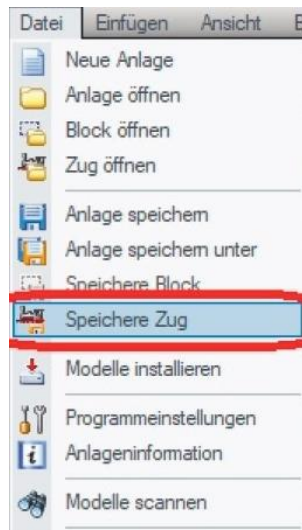 Datei Einfügen Ansicht
Neue Anlage
Anlage öffnen
Block öffnen
Zug öffnen
Anlage speichern
Anlage speichern unter
Speichere Block
Speichere Zug
Modelle installieren
Programmeinstellungen
Anlageninformation
Modelle scannen